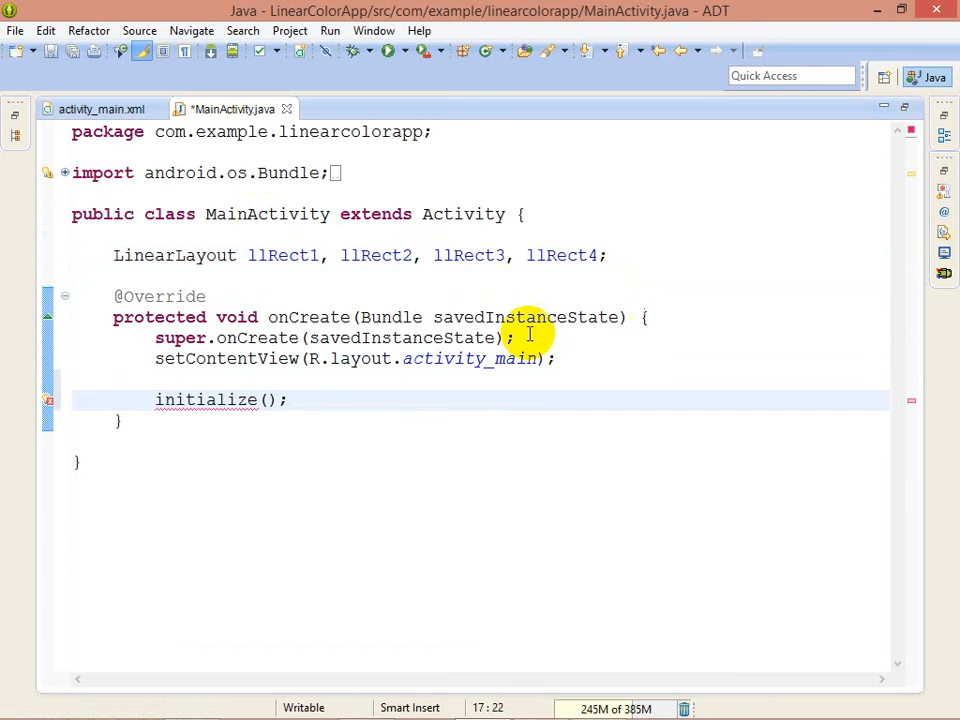 Java - LinearColorApp/src/com/example/linearcolorapp/MainActivity.java - ADT
File Edit Refactor Source Navigate Search Project Run Window Help
Quick Access
Java
activity_main.xml
*MainActivity.java
package com.example.linearcolorapp;
import android.os.Bundle;
public class MainActivity extends Activity {
LinearLayout llRect1, llRect2, llRect3, llRect4;
@Override
protected void onCreate(Bundle savedInstanceState) {
super.onCreate(savedInstanceState);
setContentView(R.layout.activity_main);
initialize();
}
}
Writable
Smart Insert
17 : 22
245M of 385M